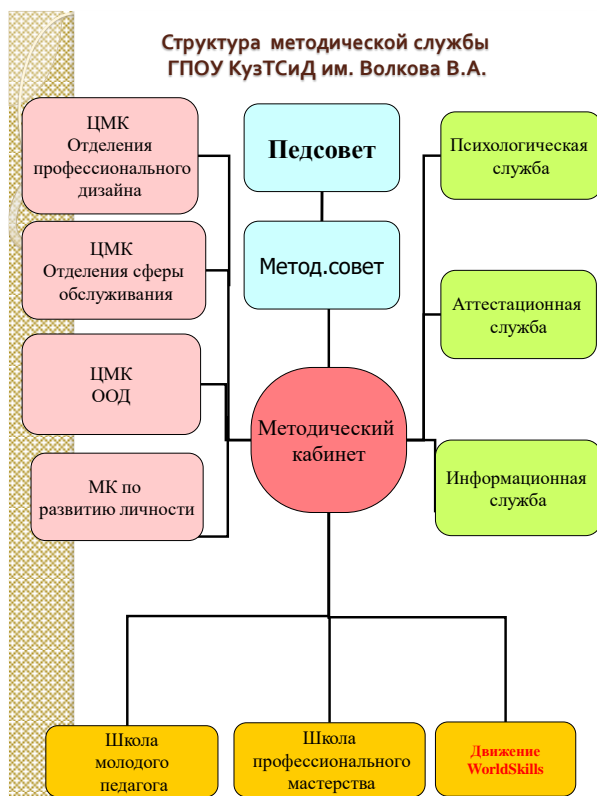 Структура методической службы
ГПОУ КузТСиД им. Волкова В.А.
ЦМК
Отделения
профессионального
дизайна
ЦМК
Отделения сферы
обслуживания
ЦМК
ООД
МК по
развитию личности
Педсовет
Метод.совет
Методический
кабинет
Психологическая
служба
Аттестационная
служба
Информационная
служба
Школа
молодого
педагога
Школа
профессионального
мастерства
Движение
WorldSkills